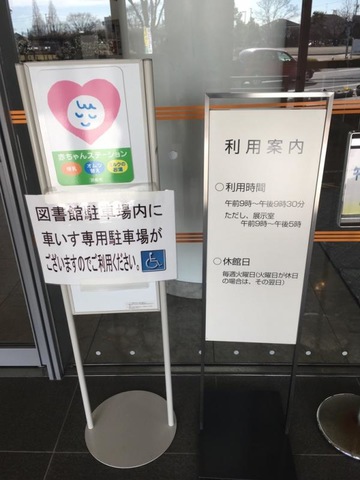 赤ちゃんステーション
図書館駐車場内に
車いす専用駐車場が
ございますのでご利用ください。
利用案内
○利用時間
午前9時~午後9時30分
ただし、展示室
午前9時~午後5時
○休館日
毎週火曜日(火曜日が休日
の場合は、その翌日)